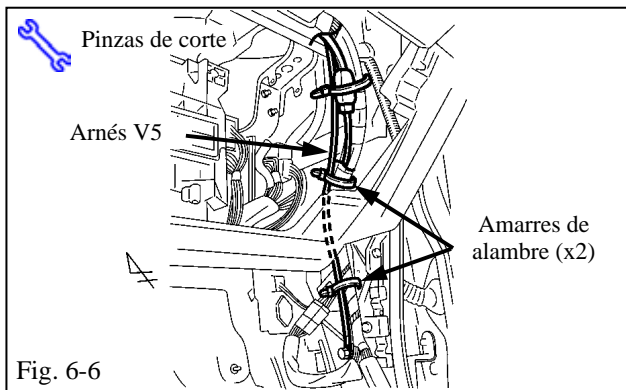 Pinzas de corte
Arnés V5
Amarres de
alambre (x2)
Fig. 6-6